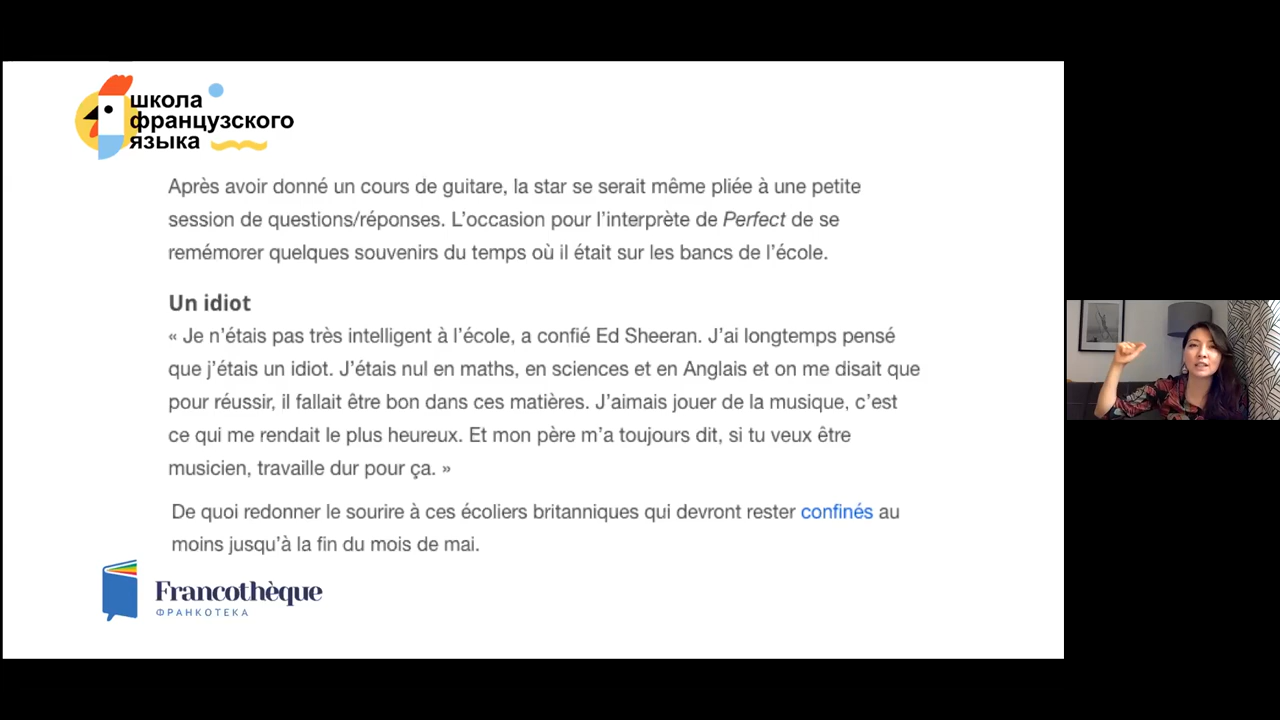 школа
французского
языка
Après avoir donné un cours de guitare, la star se serait même pliée à une petite
session de questions/réponses. L'occasion pour l'interprète de Perfect de se
remémorer quelques souvenirs du temps où il était sur les bancs de l'école.
Un idiot
« Je n'étais pas très intelligent à l'école, a confié Ed Sheeran. J'ai longtemps pensé
que j'étais un idiot. J'étais nul en maths, en sciences et en Anglais et on me disait que
pour réussir, il fallait être bon dans ces matières. J'aimais jouer de la musique, c'est
ce qui me rendait le plus heureux. Et mon père m'a toujours dit, si tu veux être
musicien, travaille dur pour ça. »
De quoi redonner le sourire à ces écoliers britanniques qui devront rester confinés au
moins jusqu'à la fin du mois de mai.
Francothèque
ФРАНКОТЕКА